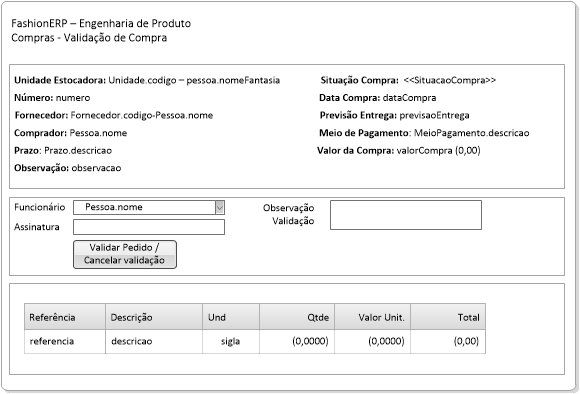 FashionERP – Engenharia de Produto
Compras - Validação de Compra
Unidade Estocadora: Unidade.codigo – pessoa.nomeFantasia
Situação Compra: <<SituacaoCompra>>
Número: numero
Data Compra: dataCompra
Fornecedor: Fornecedor.codigo-Pessoa.nome
Previsão Entrega: previsaoEntrega
Comprador: Pessoa.nome
Meio de Pagamento: MeioPagamento.descricao
Prazo: Prazo.descricao
Valor da Compra: valorCompra (0,00)
Observação: observacao
Funcionário Pessoa.nome
Assinatura
Observação
Validação
Validar Pedido /
Cancelar validação
Referência Descrição Und Qtde Valor Unit. Total
referencia descricao sigla (0,0000) (0,0000) (0,00)